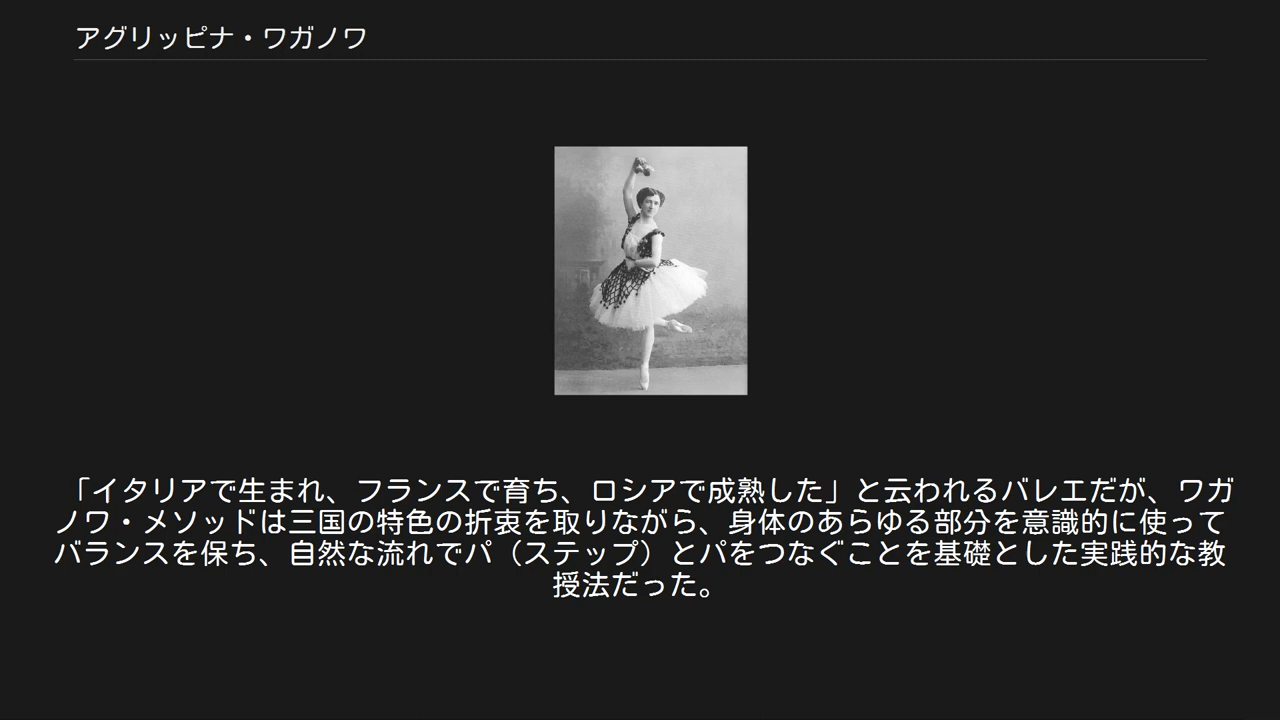 アグリッピナ・ワガノワ
「イタリアで生まれ、フランスで育ち、ロシアで成熟した」と云われるバレエだが、ワガ
ノワ・メソッドは三国の特色の折衷を取りながら、身体のあらゆる部分を意識的に使って
バランスを保ち、自然な流れでパ（ステップ）とパをつなぐことを基礎とした実践的な教
授法だった。